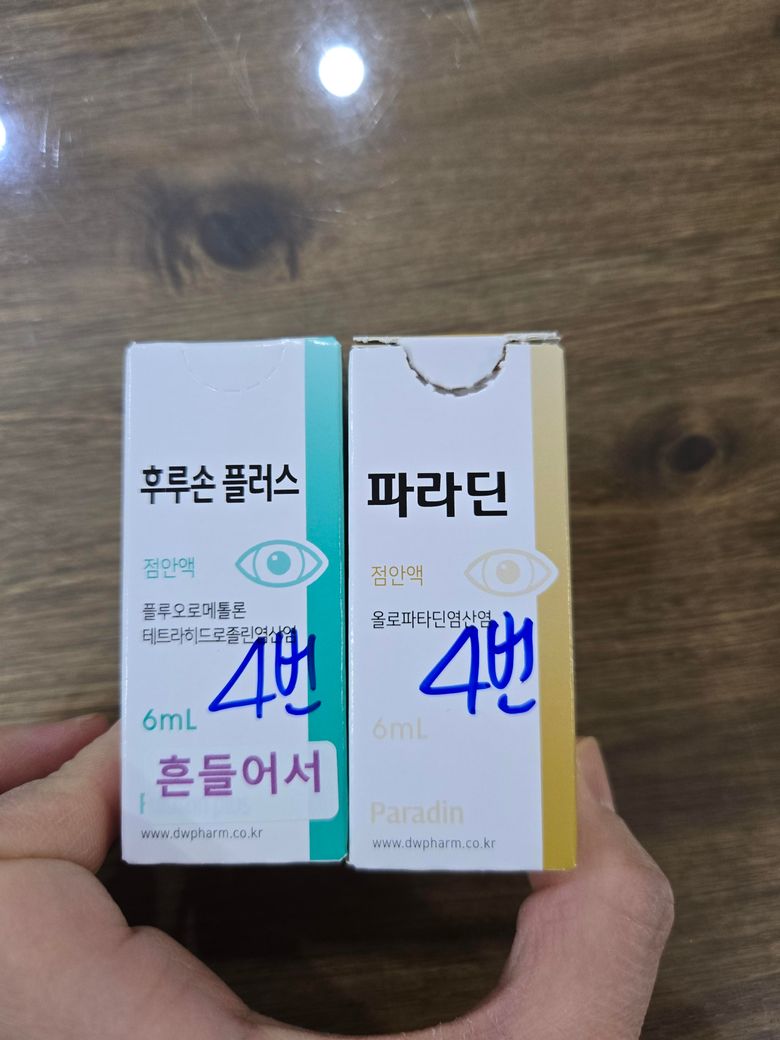 후루손 플러스
점안액
플루오로메톨론
테트라히드로졸린염산염
4번
6mL
흔들어서
www.dwpharm.co.kr
파라딘
점안액
올로파타딘염산염
4번
6mL
Paradin
www.dwpharm.co.kr